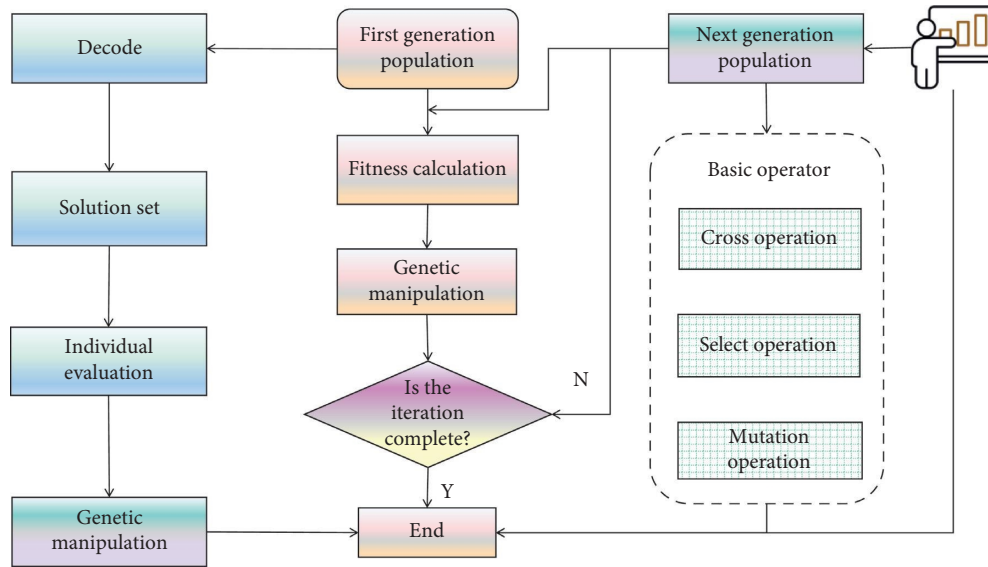 Decode
First generation
population
Next generation
population
Fitness calculation
Basic operator
Solution set
Cross operation
Genetic
manipulation
Individual
evaluation
Select operation
N
Is the
iteration
complete?
Mutation
operation
Y
Genetic
manipulation
End